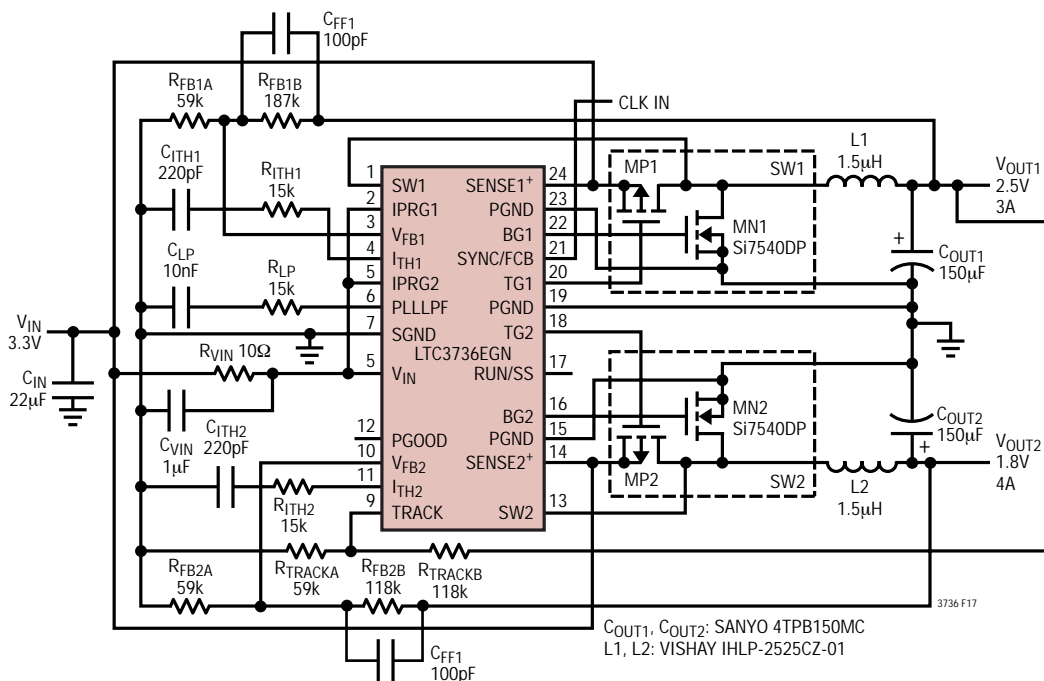 CFF1
100pF
RFB1A
59k
RFB1B
187k
CLK IN
CITH1
220pF
RITH1
15k
CLP
10nF
RLP
15k
VIN
3.3V
CIN
22µF
RVIN 10Ω
CVIN
1µF
CITH2
220pF
RITH2
15k
1
2
3
4
5
6
7
5
12
10
11
9
SW1
IPRG1
VFB1
ITH1
IPRG2
PLLLPF
SGND
LTC3736EGN
VIN
PGOOD
VFB2
ITH2
TRACK
SENSE1+
PGND
BG1
SYNC/FCB
TG1
PGND
TG2
RUN/SS
BG2
PGND
SENSE2+
SW2
24
23
22
21
20
19
18
17
16
15
14
13
MP1
SW1
MN1
Si7540DP
L1
1.5µH
VOUT1
2.5V
3A
+
COUT1
150µF
MN2
Si7540DP
MP2
SW2
COUT2
150µF
+
L2
1.5µH
VOUT2
1.8V
4A
RFB2A
59k
RTRACKA
59k
RFB2B
118k
RTRACKB
118k
CFF1
100pF
3736 F17
COUT1, COUT2: SANYO 4TPB150MC
L1, L2: VISHAY IHLP-2525CZ-01